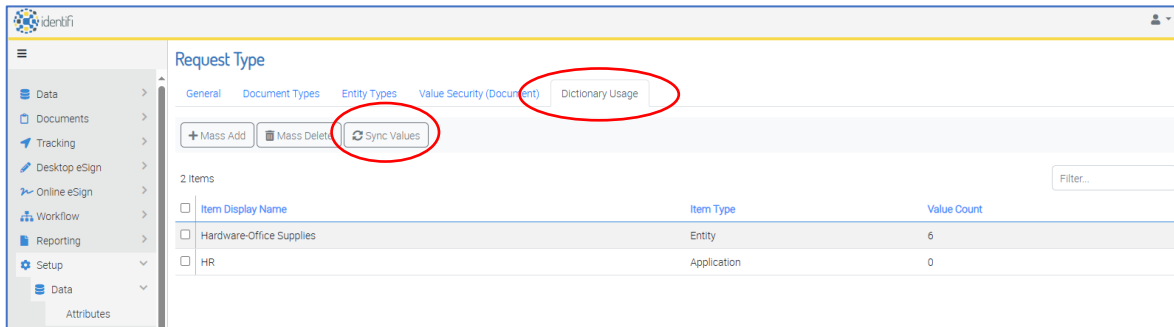 identifi
Request Type
General Document Types Entity Types Value Security (Document) Dictionary Usage
Mass Add Mass Delete Sync Values
2 Items Filter...
Item Display Name Item Type Value Count
Hardware-Office Supplies Entity 6
HR Application 0
Data
Documents
Tracking
Desktop eSign
Online eSign
Workflow
Reporting
Setup
Data
Attributes